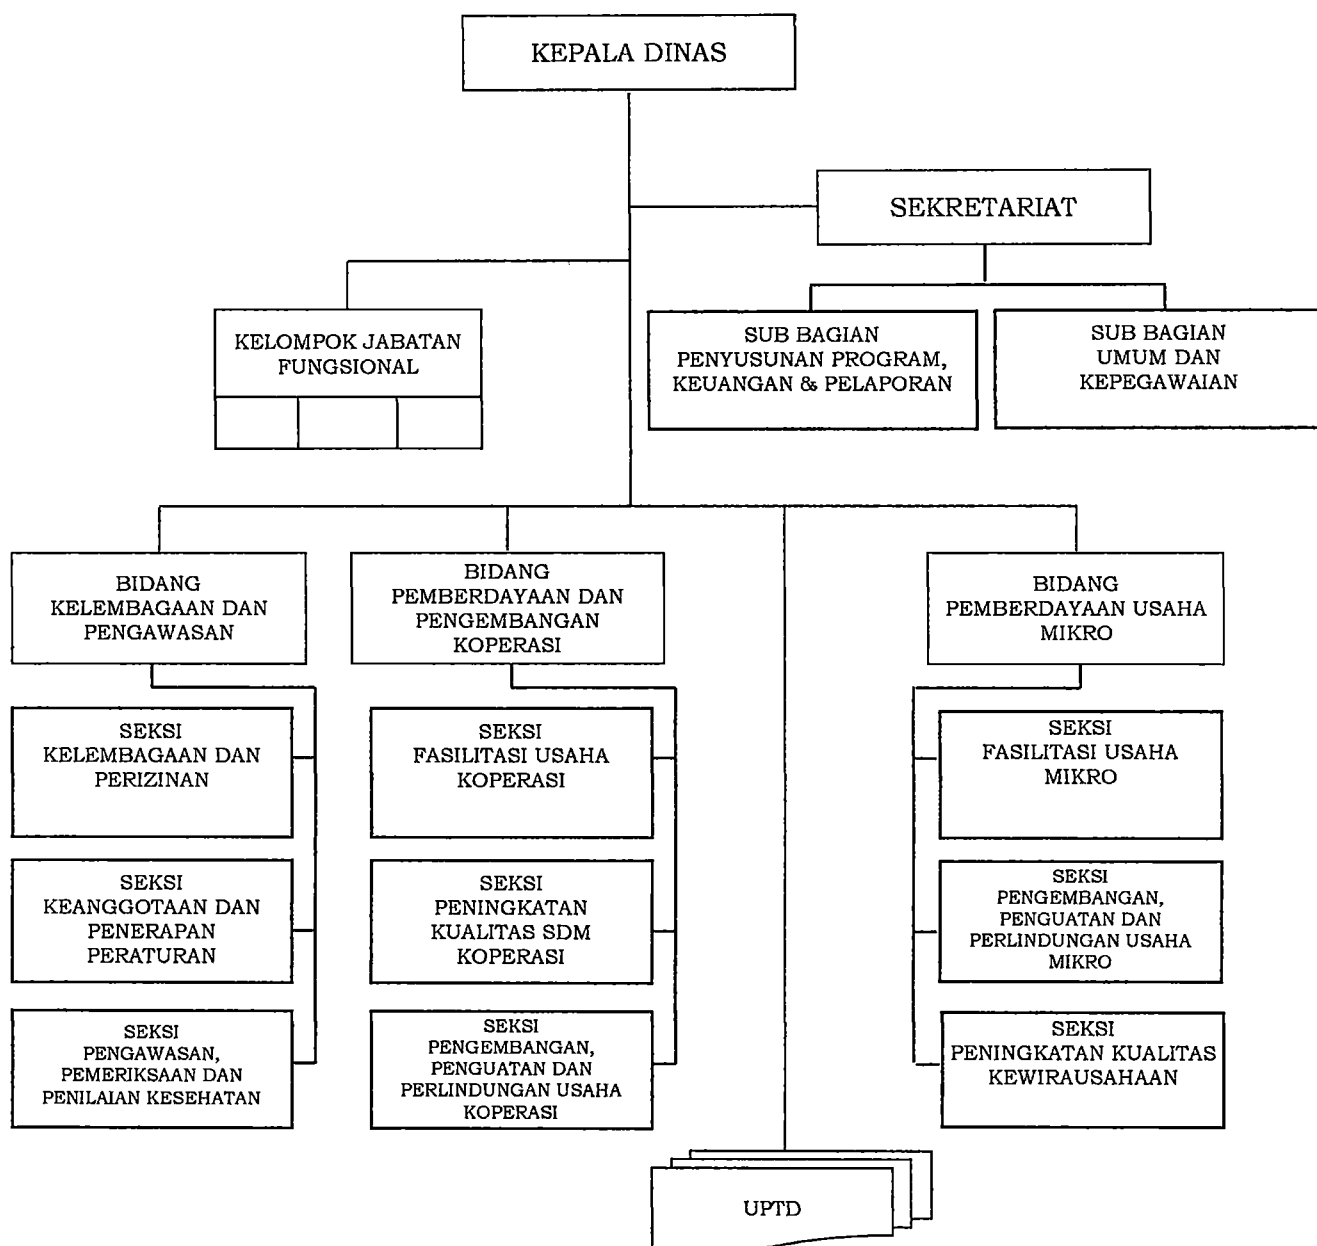 KEPALA DINAS
SEKRETARIAT
KELOMPOK JABATAN
FUNGSIONAL
SUB BAGIAN
PENYUSUNAN PROGRAM,
KEUANGAN & PELAPORAN
SUB BAGIAN
UMUM DAN
KEPEGAWAIAN
BIDANG
KELEMBAGAAN DAN
PENGAWASAN
BIDANG
PEMBERDAYAAN DAN
PENGEMBANGAN
KOPERASI
BIDANG
PEMBERDAYAAN USAHA
MIKRO
SEKSI
KELEMBAGAAN DAN
PERIZINAN
SEKSI
FASILITASI USAHA
KOPERASI
SEKSI
FASILITASI USAHA
MIKRO
SEKSI
KEANGGOTAAN DAN
PENERAPAN
PERATURAN
SEKSI
PENINGKATAN
KUALITAS SDM
KOPERASI
SEKSI
PENGEMBANGAN,
PENGUATAN DAN
PERLINDUNGAN USAHA
MIKRO
SEKSI
PENGAWASAN,
PEMERIKSAAN DAN
PENILAIAN KESEHATAN
SEKSI
PENGEMBANGAN,
PENGUATAN DAN
PERLINDUNGAN USAHA
KOPERASI
SEKSI
PENINGKATAN KUALITAS
KEWIRAUSAHAAN
UPTD